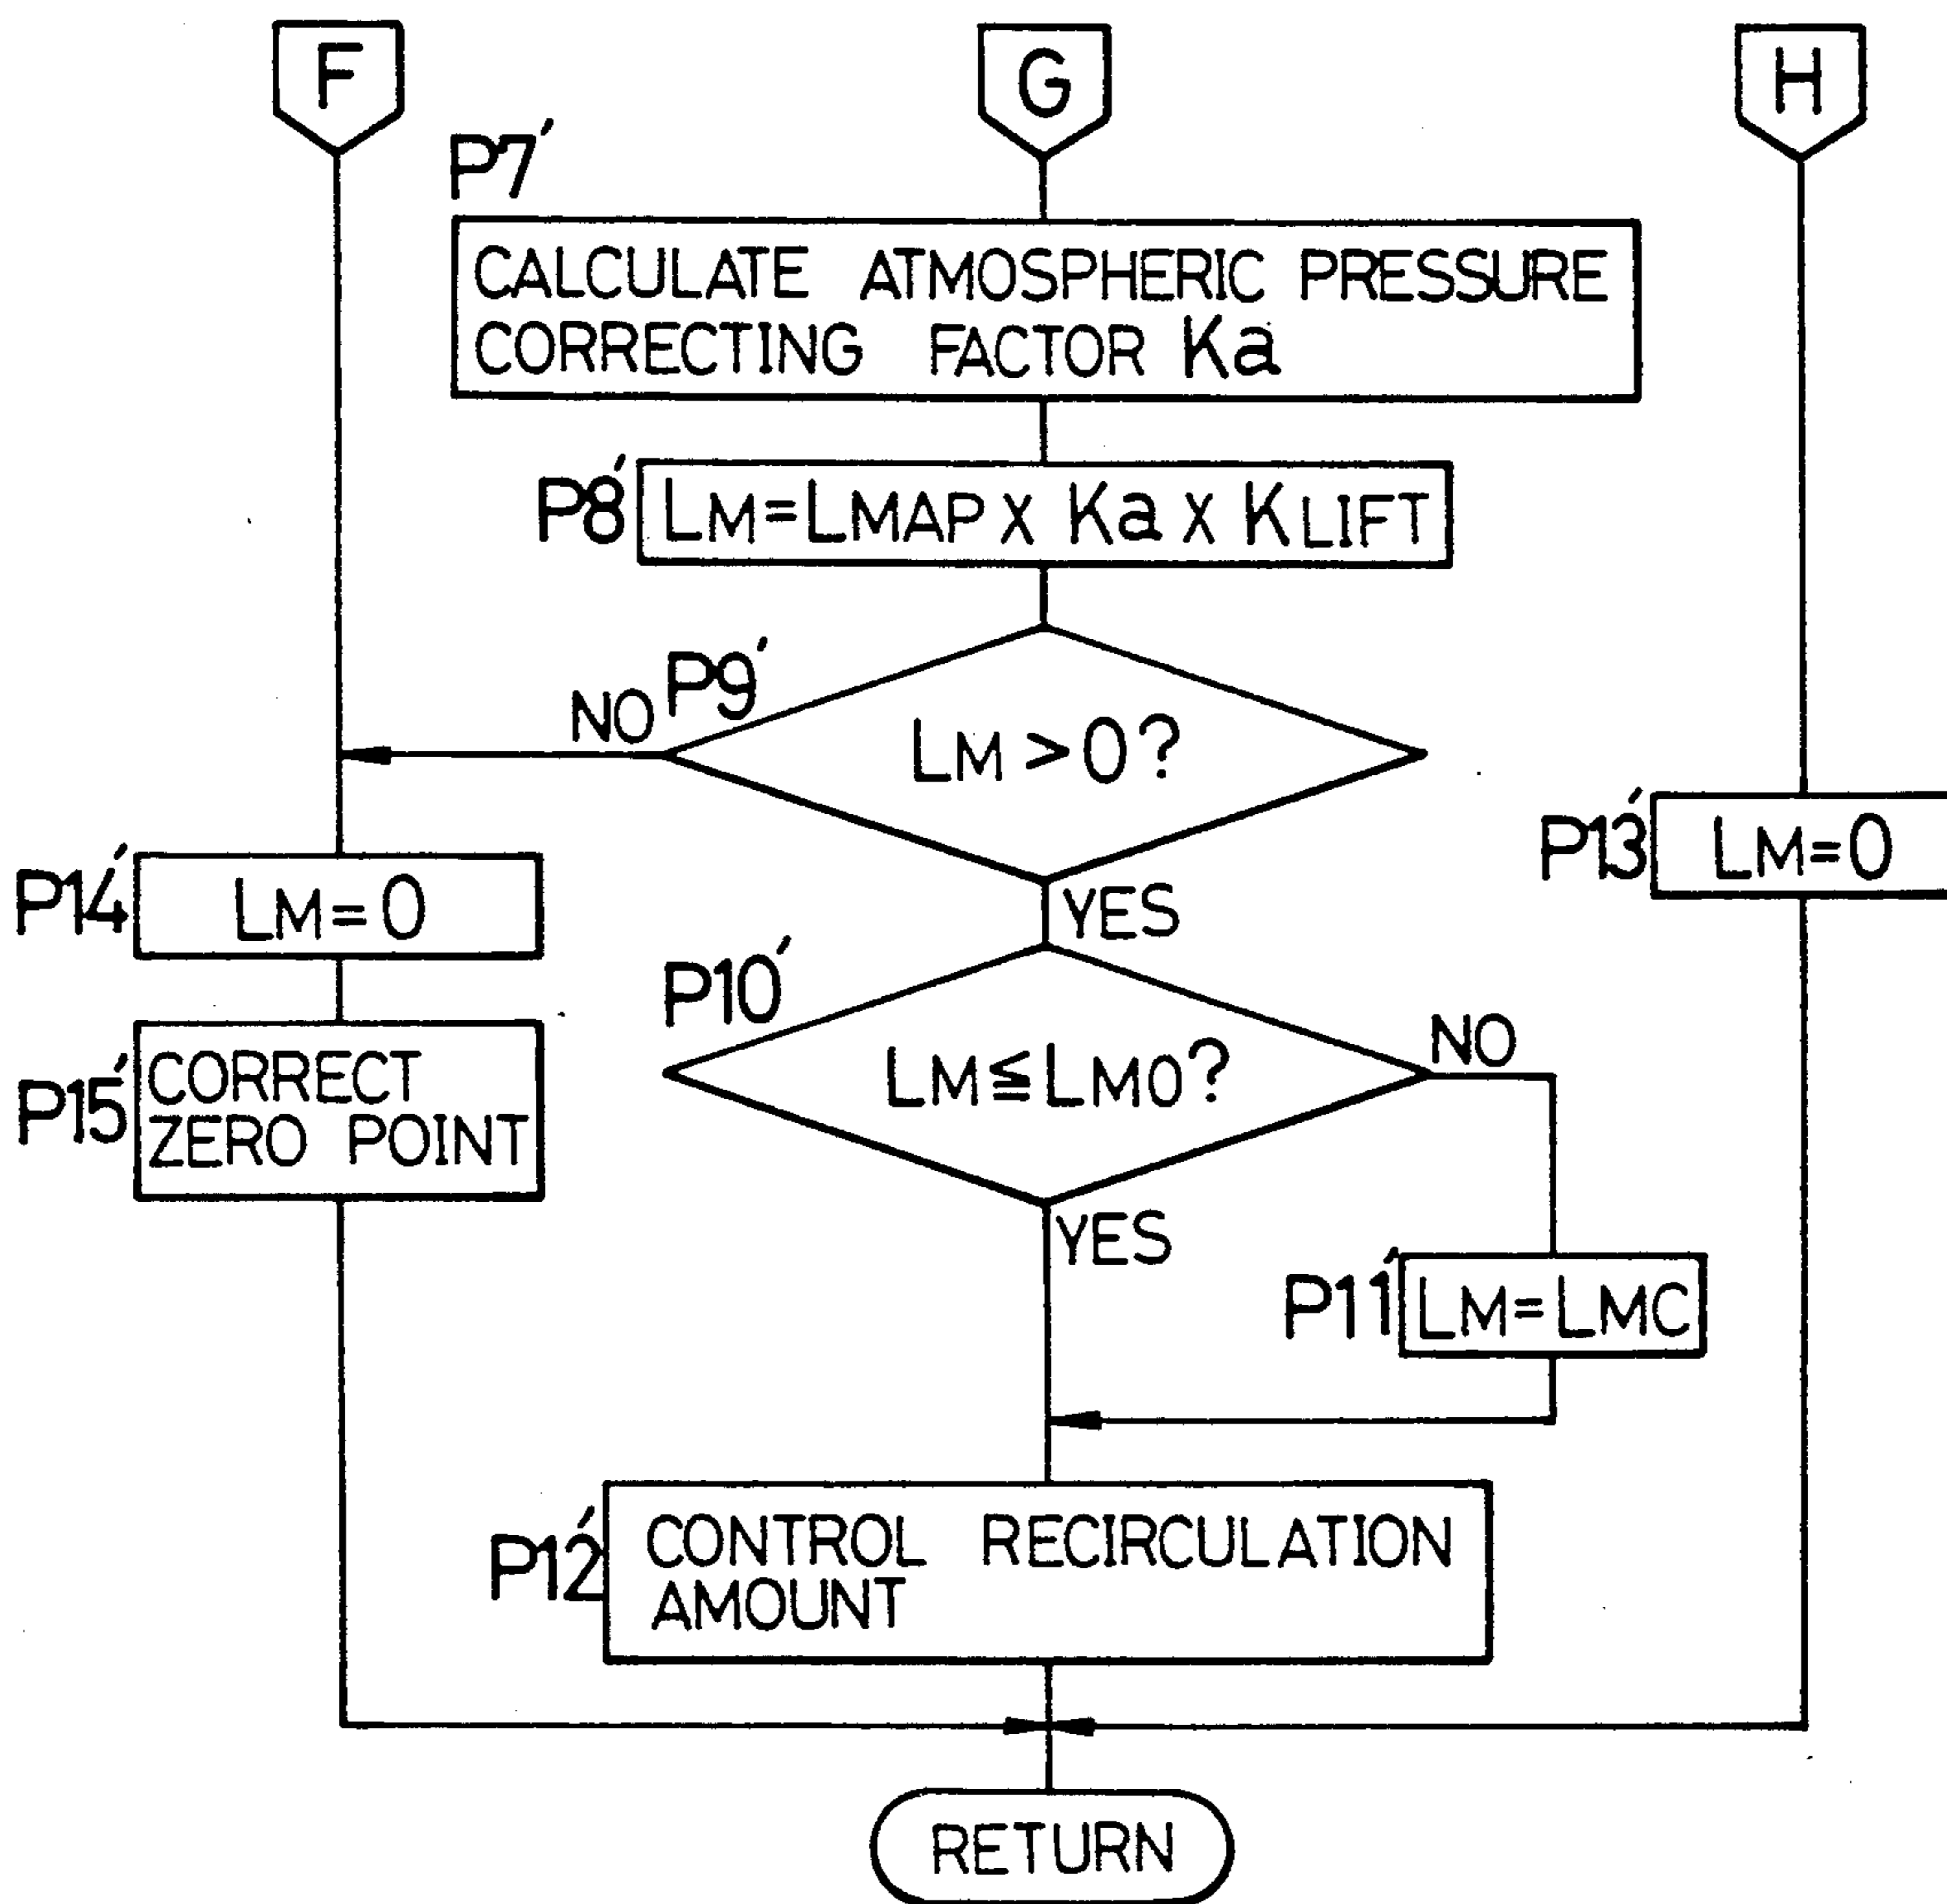 F
G
H
P7'
CALCULATE ATMOSPHERIC PRESSURE
CORRECTING FACTOR Ka
P8'
LM=LMAP X Ka X KLIFT
P9'
NO
LM>0?
YES
P13'
LM=0
P14'
LM=0
P10'
LM≦LM0?
NO
YES
P15'
CORRECT
ZERO POINT
P11'
LM=LMC
P12'
CONTROL RECIRCULATION
AMOUNT
RETURN